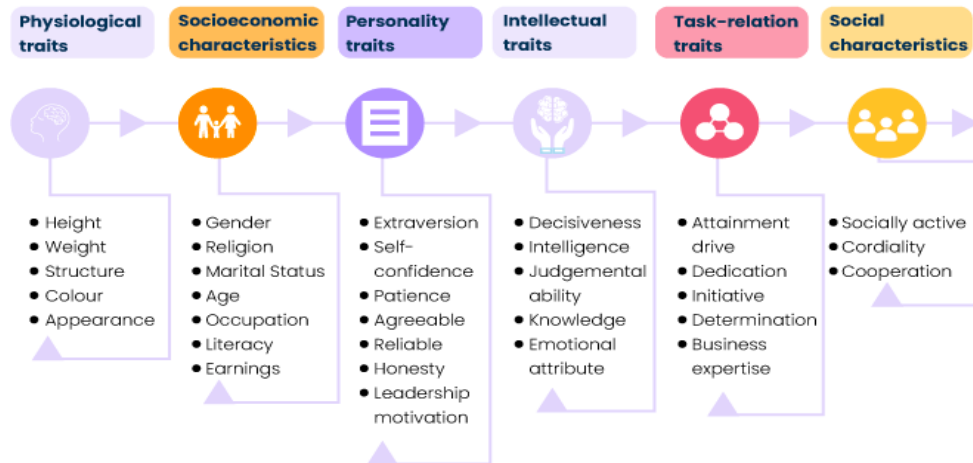 Physiological
traits
Socioeconomic
characteristics
Personality
traits
Intellectual
traits
Task-relation
traits
Social
characteristics
Height
Weight
Structure
Colour
Appearance
Gender
Religion
Marital Status
Age
Occupation
Literacy
Earnings
Extraversion
Self-
confidence
Patience
Agreeable
Reliable
Honesty
Leadership
motivation
Decisiveness
Intelligence
Judgemental
ability
Knowledge
Emotional
attribute
Attainment
drive
Dedication
Initiative
Determination
Business
expertise
Socially active
Cordiality
Cooperation